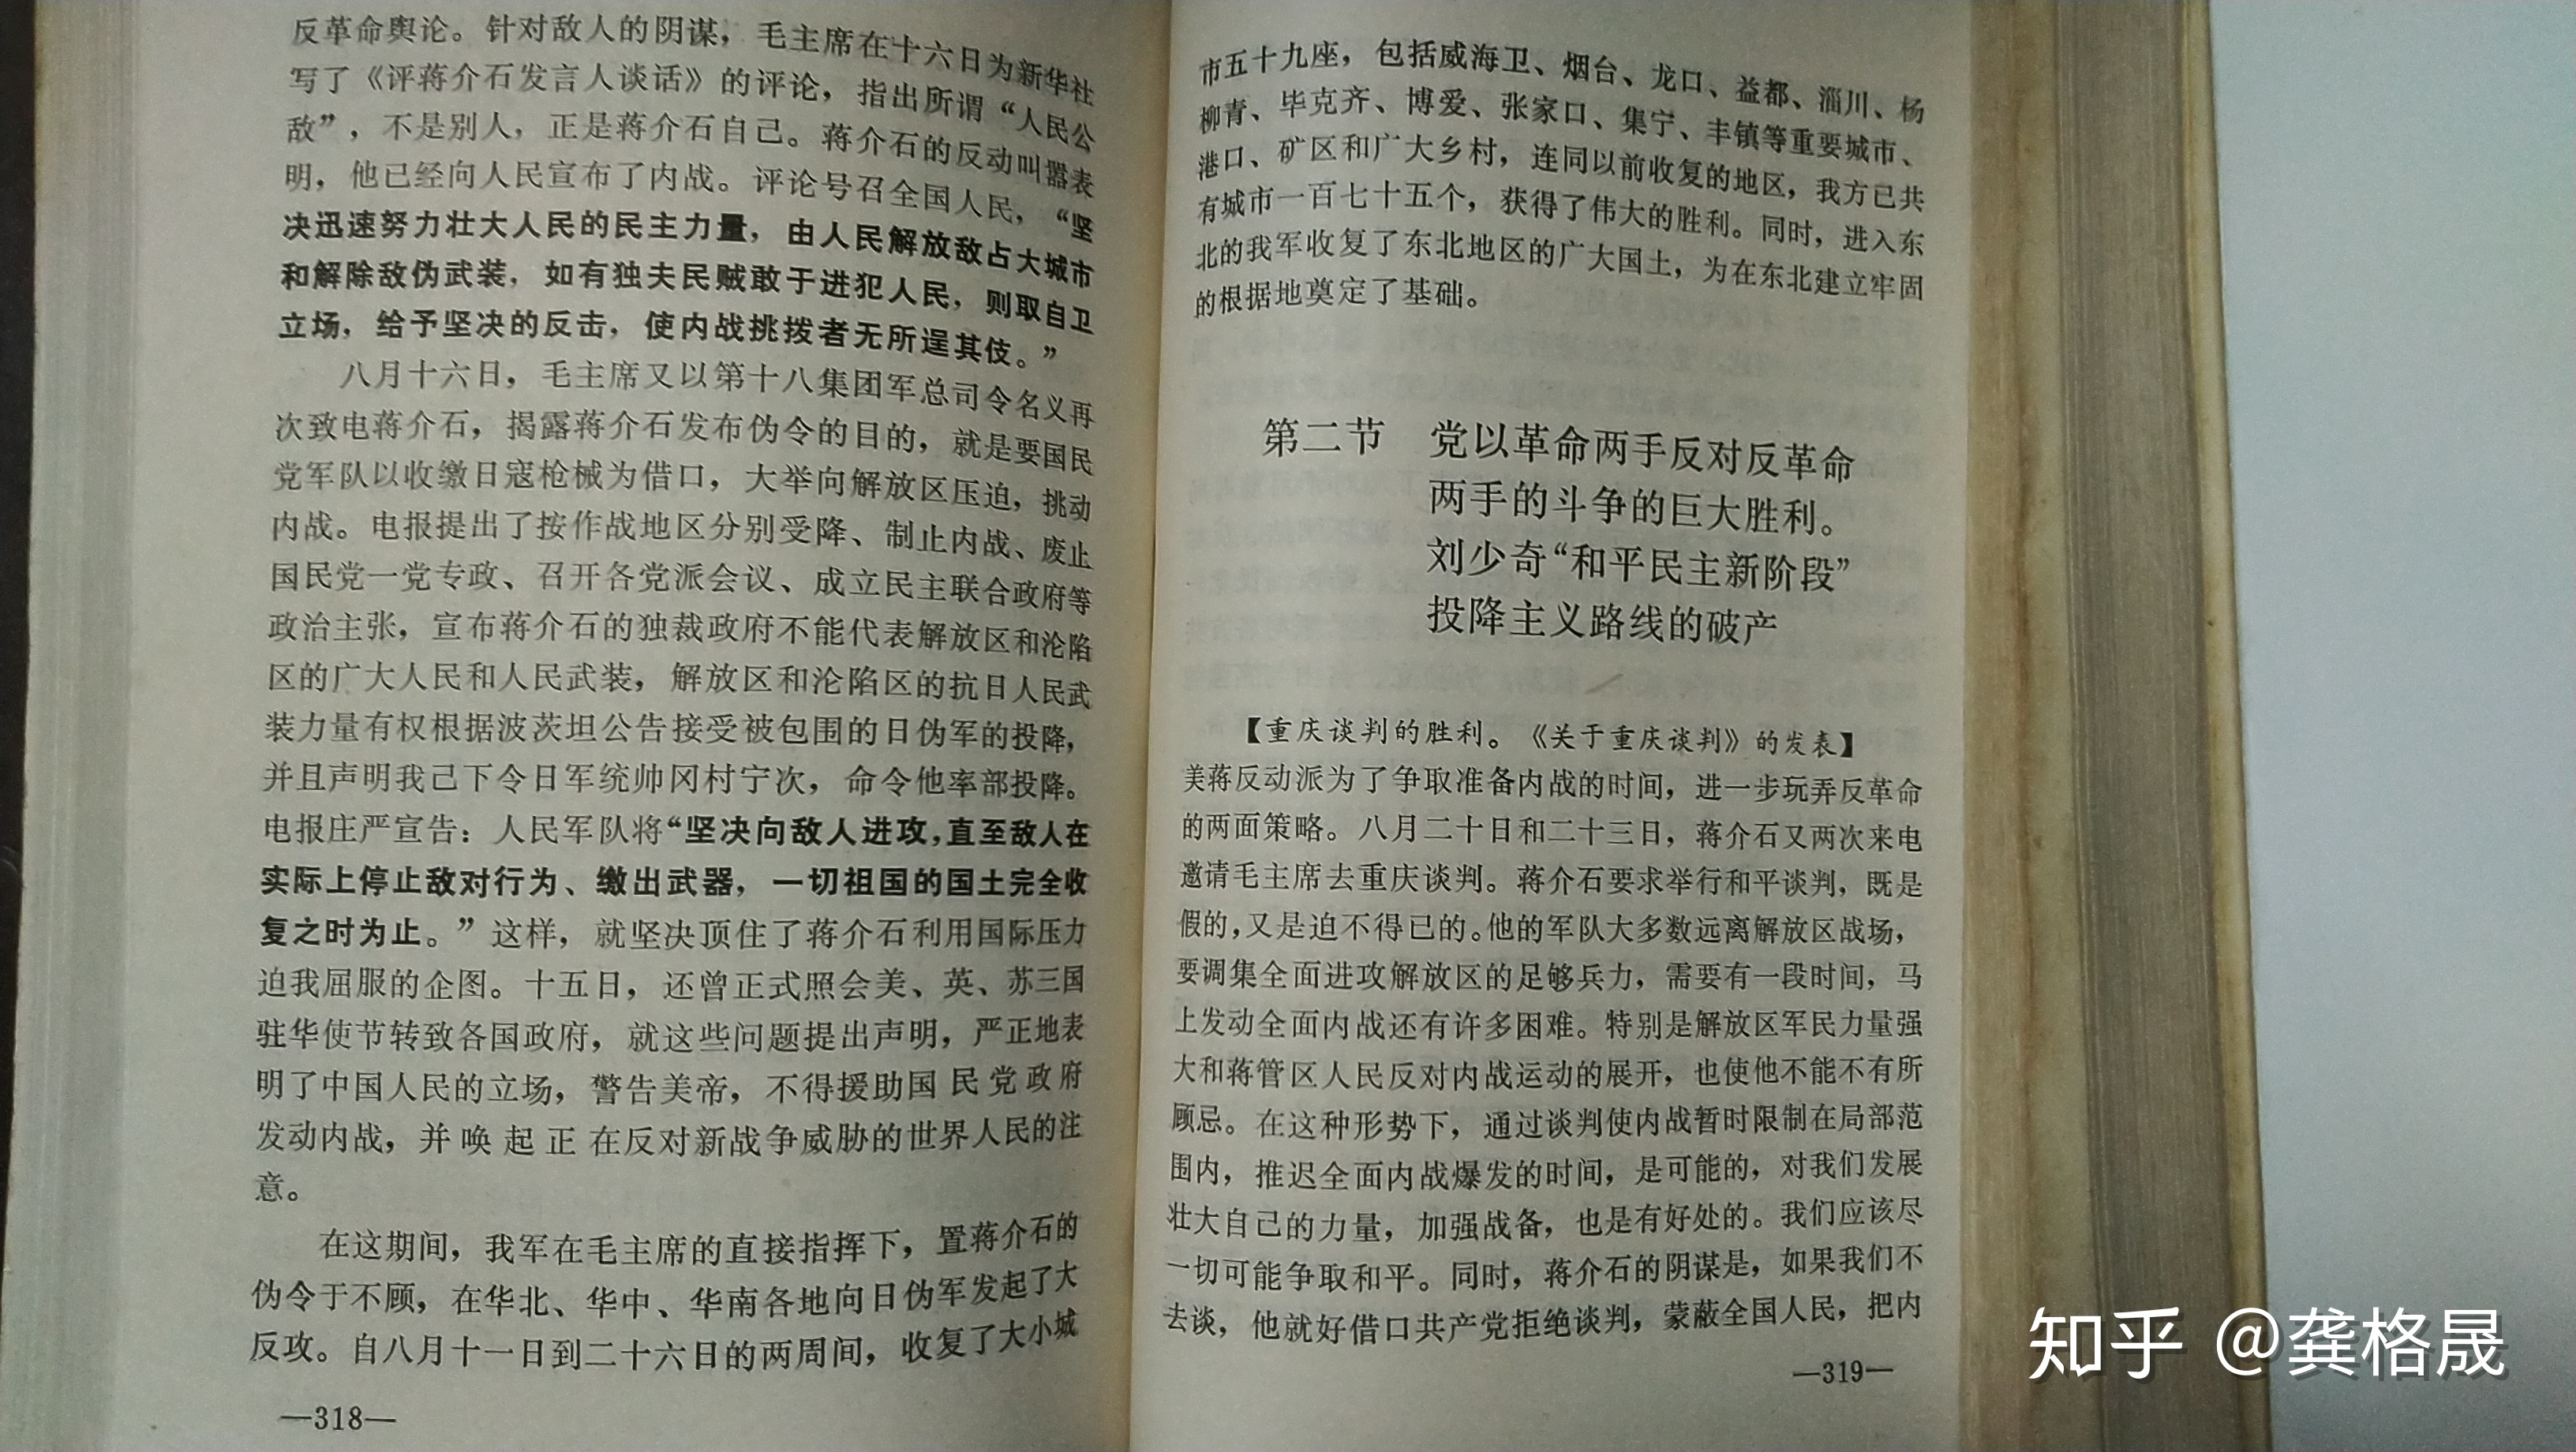 反革命舆论。针对敌人的阴谋，毛主席在十六日为新华社
写了《评蒋介石发言人谈话》的评论，指出所谓“人民公
敌”，不是别人，正是蒋介石自己。蒋介石的反动叫嚣表
明，他已经向人民宣布了内战。评论号召全国人民，“坚
决迅速努力壮大人民的民主力量，由人民解放敌占大城市
和解除敌伪武装，如有独夫民贼敢于进犯人民，则取自卫
立场，给予坚决的反击，使内战挑拨者无所逞其伎。”
八月十六日，毛主席又以第十八集团军总司令名义再
次致电蒋介石，揭露蒋介石发布伪令的目的，就是要国民
党军队以收缴日寇枪械为借口，大举向解放区压迫，挑动
内战。电报提出了按作战地区分别受降、制止内战、废止
国民党一党专政、召开各党派会议、成立民主联合政府等
政治主张，宣布蒋介石的独裁政府不能代表解放区和沦陷
区的广大人民和人民武装，解放区和沦陷区的抗日人民武
装力量有权根据波茨坦公告接受被包围的日伪军的投降，
并且声明我已下令日军统帅冈村宁次，命令他率部投降。
电报庄严宣告：人民军队将“坚决向敌人进攻，直至敌人在
实际上停止敌对行为、缴出武器，一切祖国的国土完全收
复之时为止。”这样，就坚决顶住了蒋介石利用国际压力
迫我屈服的企图。十五日，还曾正式照会美、英、苏三国
驻华使节转致各国政府，就这些问题提出声明，严正地表
明了中国人民的立场，警告美帝，不得援助国民党政府
发动内战，并唤起正在反对新战争威胁的世界人民的注
意。
在这期间，我军在毛主席的直接指挥下，置蒋介石的
伪令于不顾，在华北、华中、华南各地向日伪军发起了大
反攻。自八月十一日到二十六日的两周间，收复了大小城
—318—
市五十九座，包括威海卫、烟台、龙口、益都、淄川、杨
柳青、毕克齐、博爱、张家口、集宁、丰镇等重要城市、
港口、矿区和广大乡村，连同以前收复的地区，我方已共
有城市一百七十五个，获得了伟大的胜利。同时，进入东
北的我军收复了东北地区的广大国土，为在东北建立牢固
的根据地奠定了基础。
第二节 党以革命两手反对反革命
两手的斗争的巨大胜利。
刘少奇“和平民主新阶段”
投降主义路线的破产
【重庆谈判的胜利。《关于重庆谈判》的发表】
美蒋反动派为了争取准备内战的时间，进一步玩弄反革命
的两面策略。八月二十日和二十三日，蒋介石又两次来电
邀请毛主席去重庆谈判。蒋介石要求举行和平谈判，既是
假的，又是迫不得已的。他的军队大多数远离解放区战场，
要调集全面进攻解放区的足够兵力，需要有一段时间，马
上发动全面内战还有许多困难。特别是解放区军民力量强
大和蒋管区人民反对内战运动的展开，也使他不能不有所
顾忌。在这种形势下，通过谈判使内战暂时限制在局部范
围内，推迟全面内战爆发的时间，是可能的，对我们发展
壮大自己的力量，加强战备，也是有好处的。我们应该尽
一切可能争取和平。同时，蒋介石的阴谋是，如果我们不
去谈，他就好借口共产党拒绝谈判，蒙蔽全国人民，把内
—319—
知乎 @龚格晟